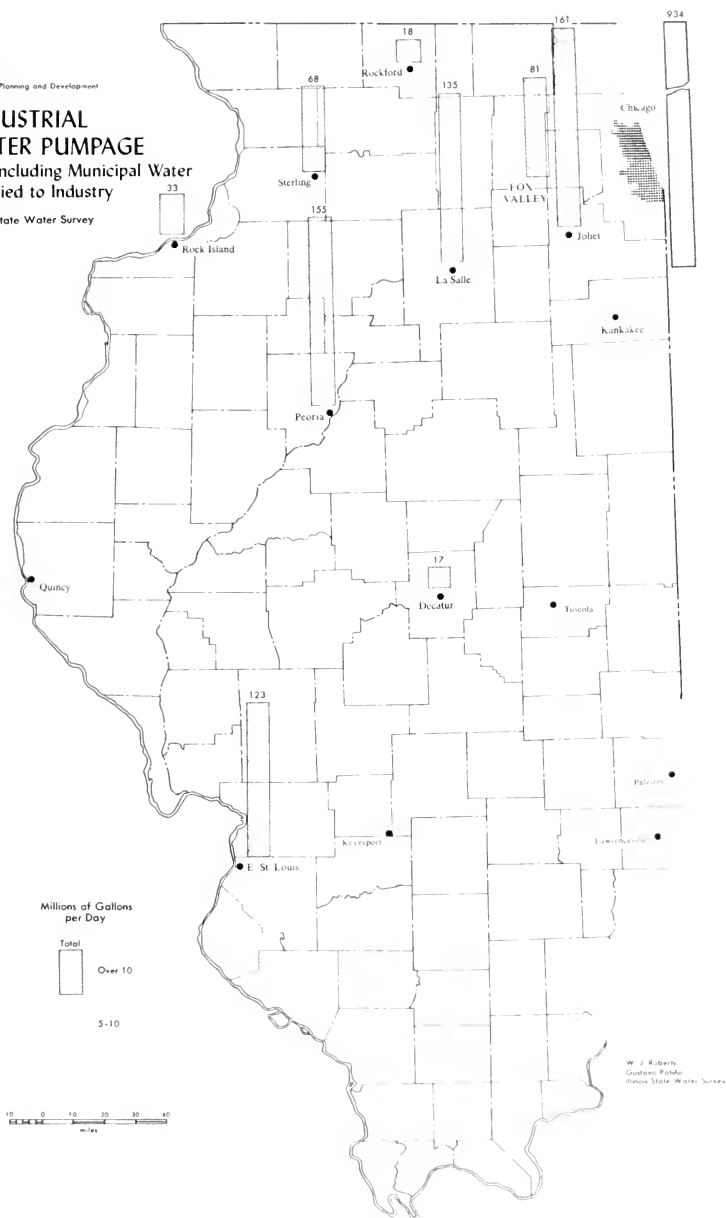 Planning and Development
USTRIAL
TER PUMPAGE
ncluding Municipal Water
ied to Industry
tate Water Survey
18
161
934
68
135
81
Rockford
Chicago
Sterling
33
FOX
VALLEY
155
Rock Island
Joliet
La Salle
Kankakee
Peoria
17
Quincy
Decatur
Tuscola
123
Keyesport
Lawrenceville
E St Louis
Millions of Gallons
per Day
Total
Over 10
5-10
W J Roberts
Gustavo Patiño
Illinois State Water Survey
10 0 10 20 30 40
miles